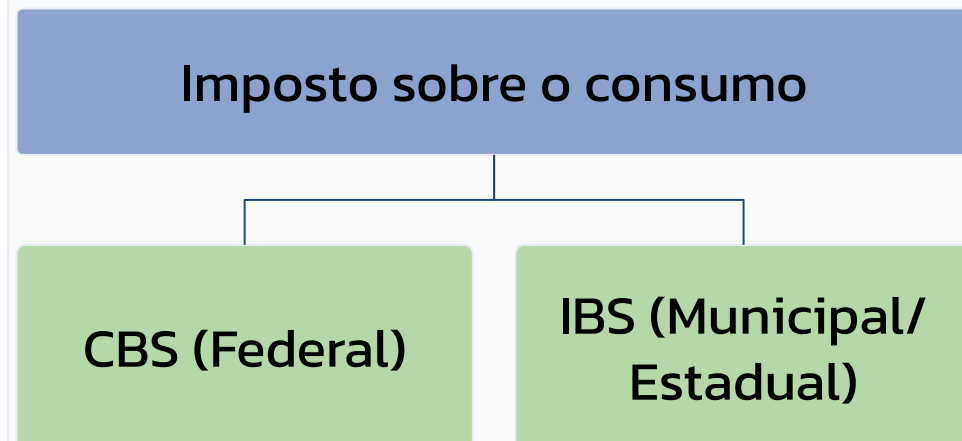 Imposto sobre o consumo
CBS (Federal)
IBS (Municipal/
Estadual)